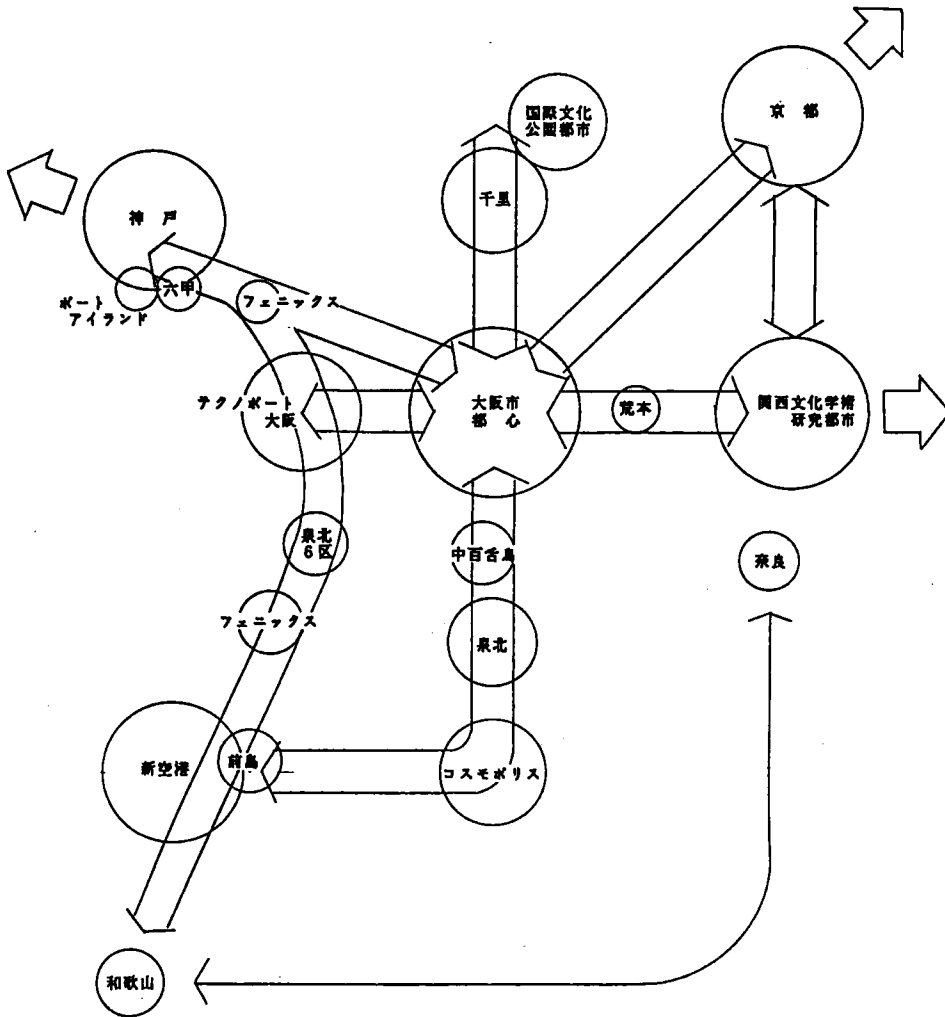 国際文化
公園都市
京都
千里
神戸
六甲
ポート
アイランド
フェニックス
テクノポート
大阪
大阪市
都心
荒本
関西文化学術
研究都市
泉北
6区
中百舌鳥
奈良
フェニックス
泉北
新空港
前島
コスモポリス
和歌山